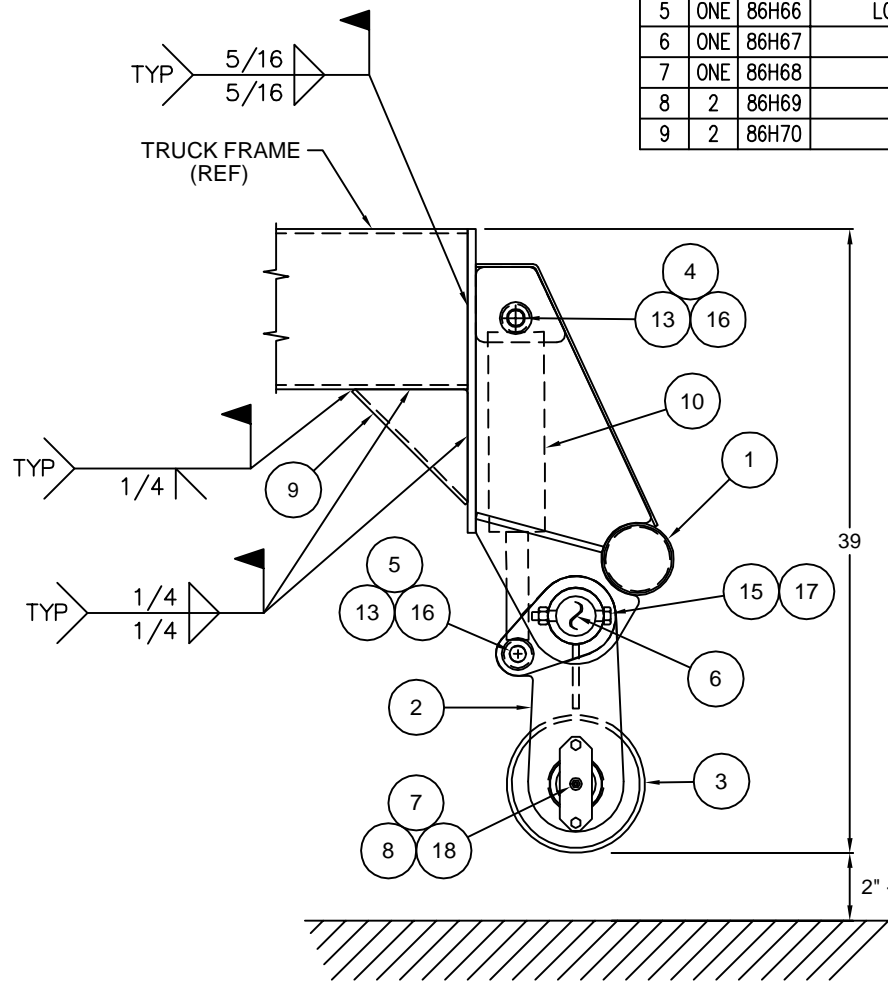 5 ONE 86H66 LO
6 ONE 86H67
7 ONE 86H68
8 2 86H69
9 2 86H70
TYP 5/16
5/16
TRUCK FRAME
(REF)
4
13 16
10
1
TYP 1/4
9
39
5
13 16
15 17
TYP 1/4
1/4
6
2
3
7
8 18
2"